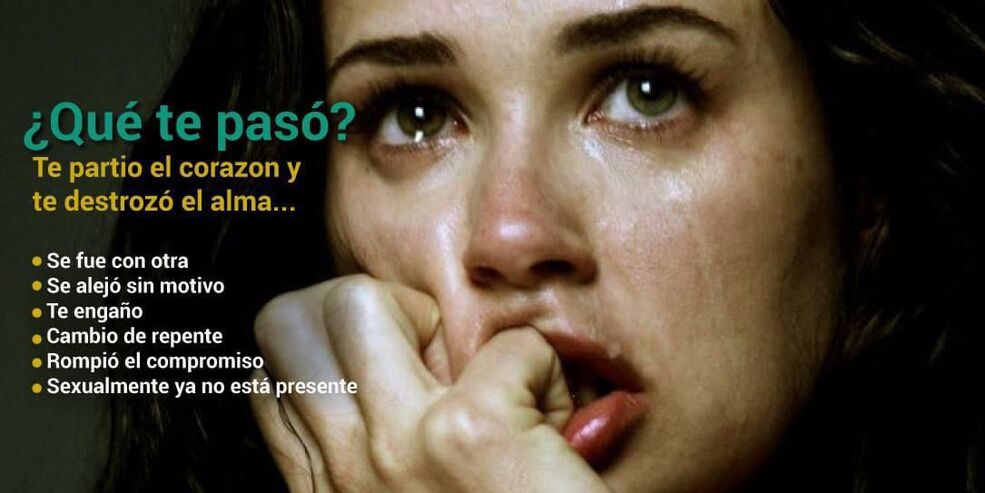 ¿Qué te pasó?
Te partio el corazon y
te destrozó el alma...
Se fue con otra
Se alejó sin motivo
Te engaño
Cambio de repente
Rompió el compromiso
Sexualmente ya no está presente